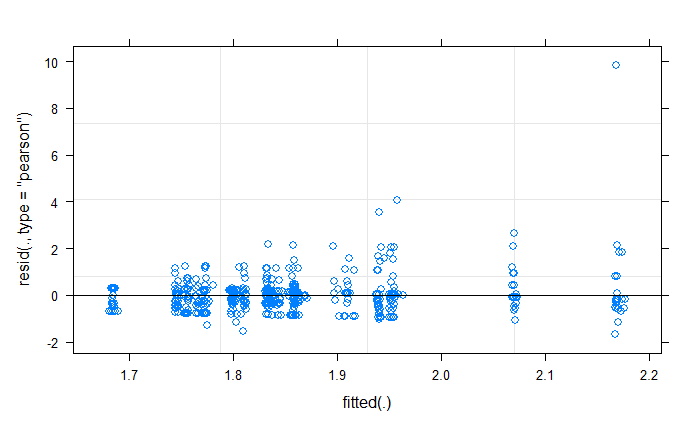 resid(., type = "pearson")
10
8
6
4
2
0
-2
1.7 1.8 1.9 2.0 2.1 2.2
fitted(.)